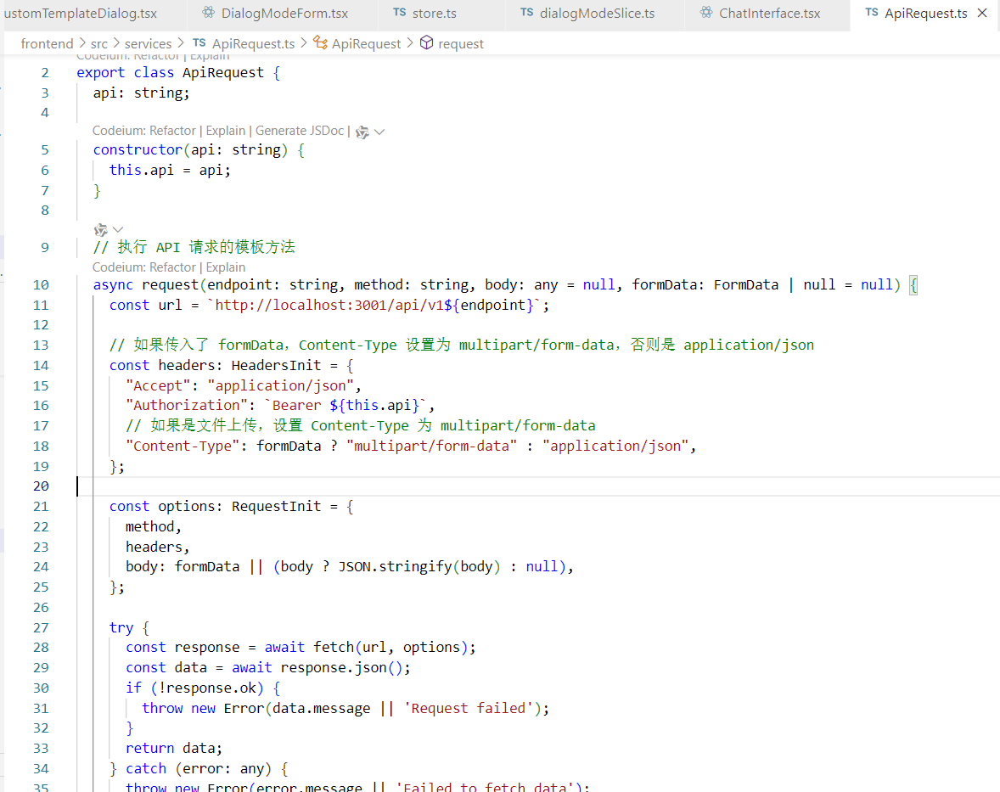 ustomTemplateDialog.tsx DialogModeForm.tsx TS store.ts TS dialogModeSlice.ts ChatInterface.tsx TS ApiRequest.ts
frontend > src > services > TS ApiRequest.ts > ApiRequest > request
Codeium: Refactor | Explain
2 export class ApiRequest {
3 api: string;
4
Codeium: Refactor | Explain | Generate JSDoc |
5 constructor(api: string) {
6 this.api = api;
7 }
8
9 // 执行 API 请求的模板方法
Codeium: Refactor | Explain
10 async request(endpoint: string, method: string, body: any = null, formData: FormData | null = null) {
11 const url = `http://localhost:3001/api/v1${endpoint}`;
12
13 // 如果传入了 formData，Content-Type 设置为 multipart/form-data，否则是 application/json
14 const headers: HeadersInit = {
15 "Accept": "application/json",
16 "Authorization": `Bearer ${this.api}`,
17 // 如果是文件上传，设置 Content-Type 为 multipart/form-data
18 "Content-Type": formData ? "multipart/form-data" : "application/json",
19 };
20
21 const options: RequestInit = {
22 method,
23 headers,
24 body: formData || (body ? JSON.stringify(body) : null),
25 };
26
27 try {
28 const response = await fetch(url, options);
29 const data = await response.json();
30 if (!response.ok) {
31 throw new Error(data.message || 'Request failed');
32 }
33 return data;
34 } catch (error: any) {
35 throw new Error(error.message || 'Failed to fetch data');